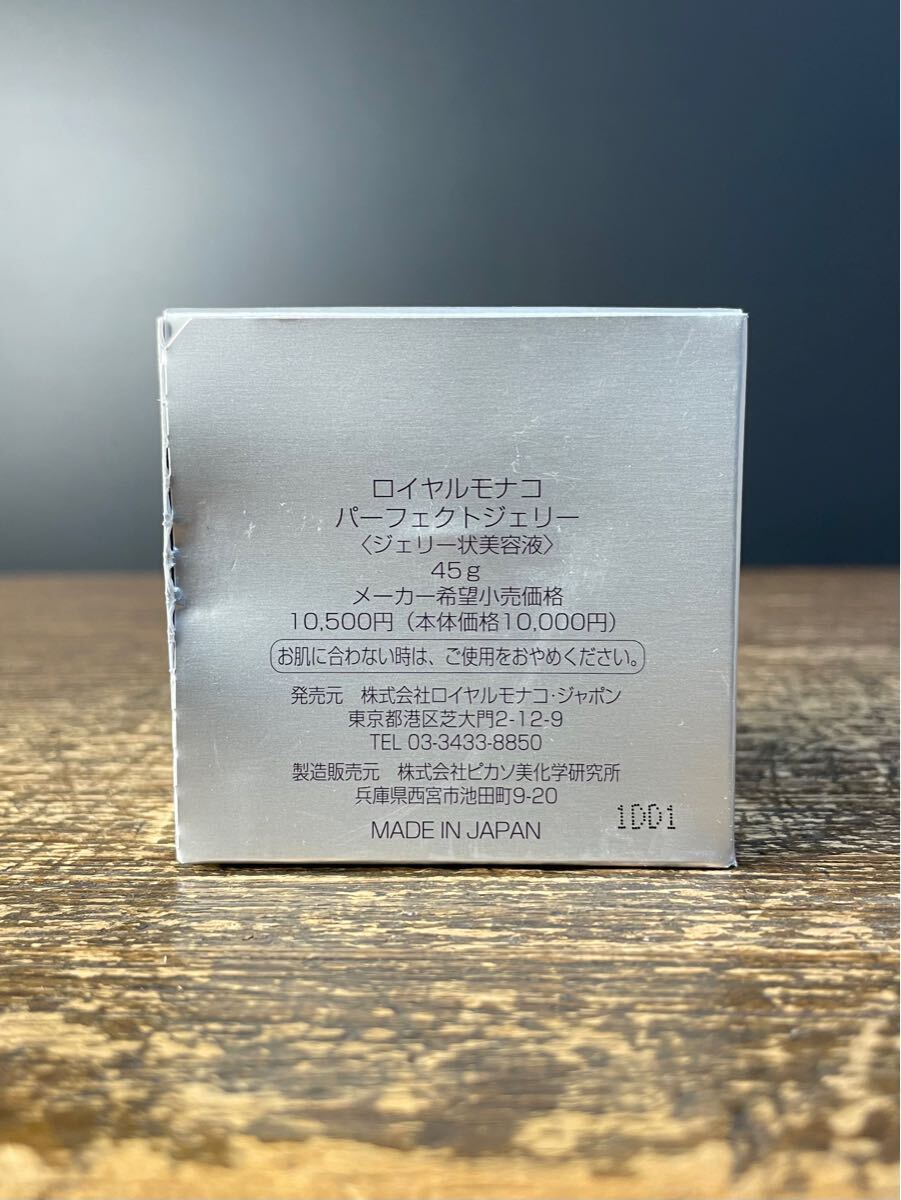 ロイヤルモナコ
パーフェクトジェリー
〈ジェリー状美容液〉
45g
メーカー希望小売価格
10,500円（本体価格10,000円）
お肌に合わない時は、ご使用をおやめください。
発売元　株式会社ロイヤルモナコ・ジャポン
東京都港区芝大門2-12-9
TEL 03-3433-8850
製造販売元　株式会社ピカソ美化学研究所
兵庫県西宮市池田町9-20
MADE IN JAPAN
1DD1